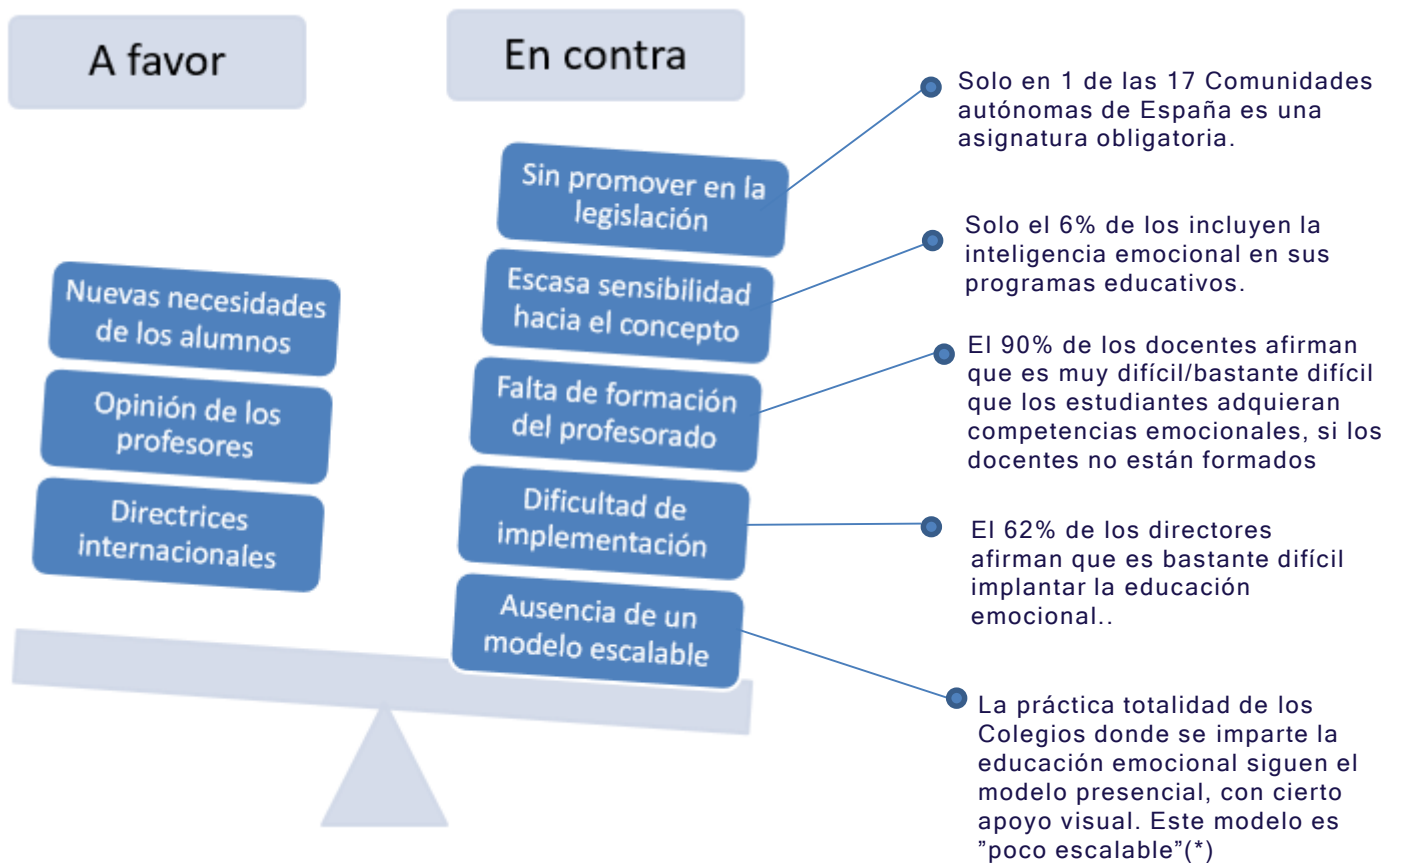 A favor
En contra
Nuevas necesidades
de los alumnos
Opinión de los
profesores
Directrices
internacionales
Sin promover en la
legislación
Escasa sensibilidad
hacia el concepto
Falta de formación
del profesorado
Dificultad de
implementación
Ausencia de un
modelo escalable
Solo en 1 de las 17 Comunidades
autónomas de España es una
asignatura obligatoria.
Solo el 6% de los incluyen la
inteligencia emocional en sus
programas educativos.
El 90% de los docentes afirman
que es muy difícil/bastante difícil
que los estudiantes adquieran
competencias emocionales, si los
docentes no están formados
El 62% de los directores
afirman que es bastante difícil
implantar la educación
emocional..
La práctica totalidad de los
Colegios donde se imparte la
educación emocional siguen el
modelo presencial, con cierto
apoyo visual. Este modelo es
”poco escalable”(*)